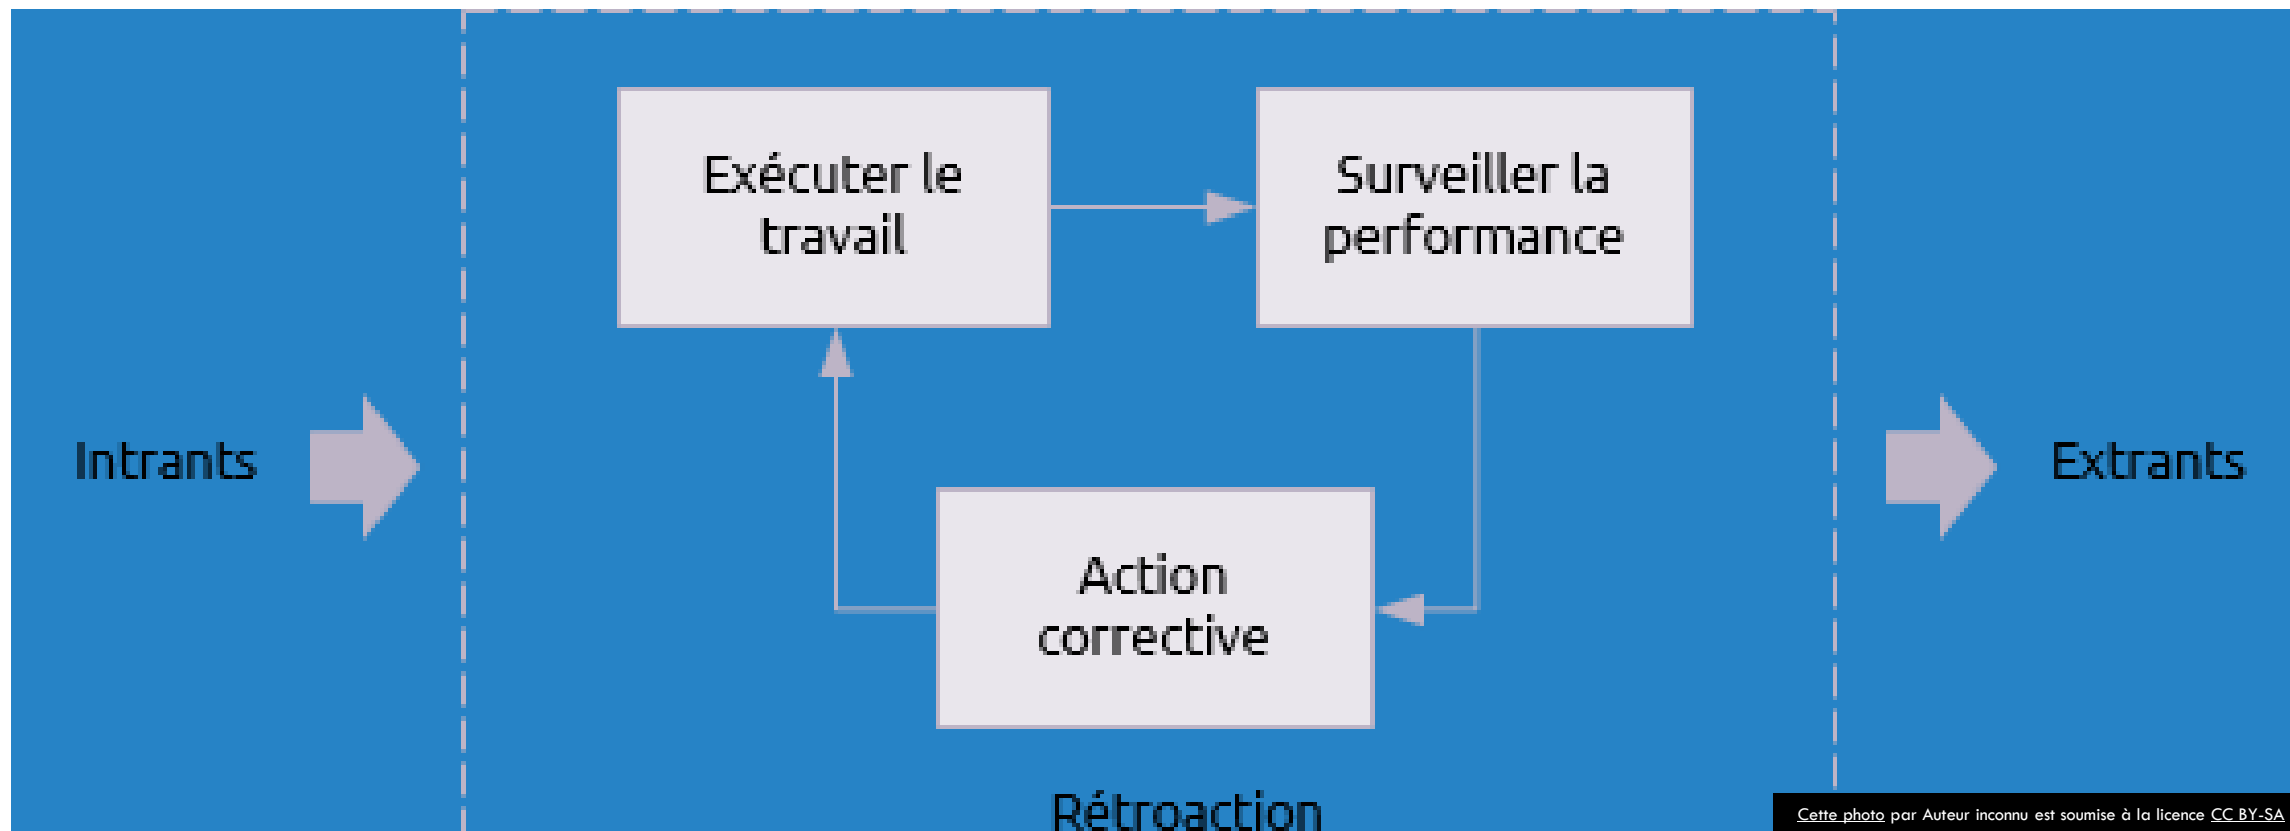 Exécuter le
travail
Surveiller la
performance
Intrants
Extrants
Action
corrective
Rétroaction
Cette photo par Auteur inconnu est soumise à la licence CC BY-SA